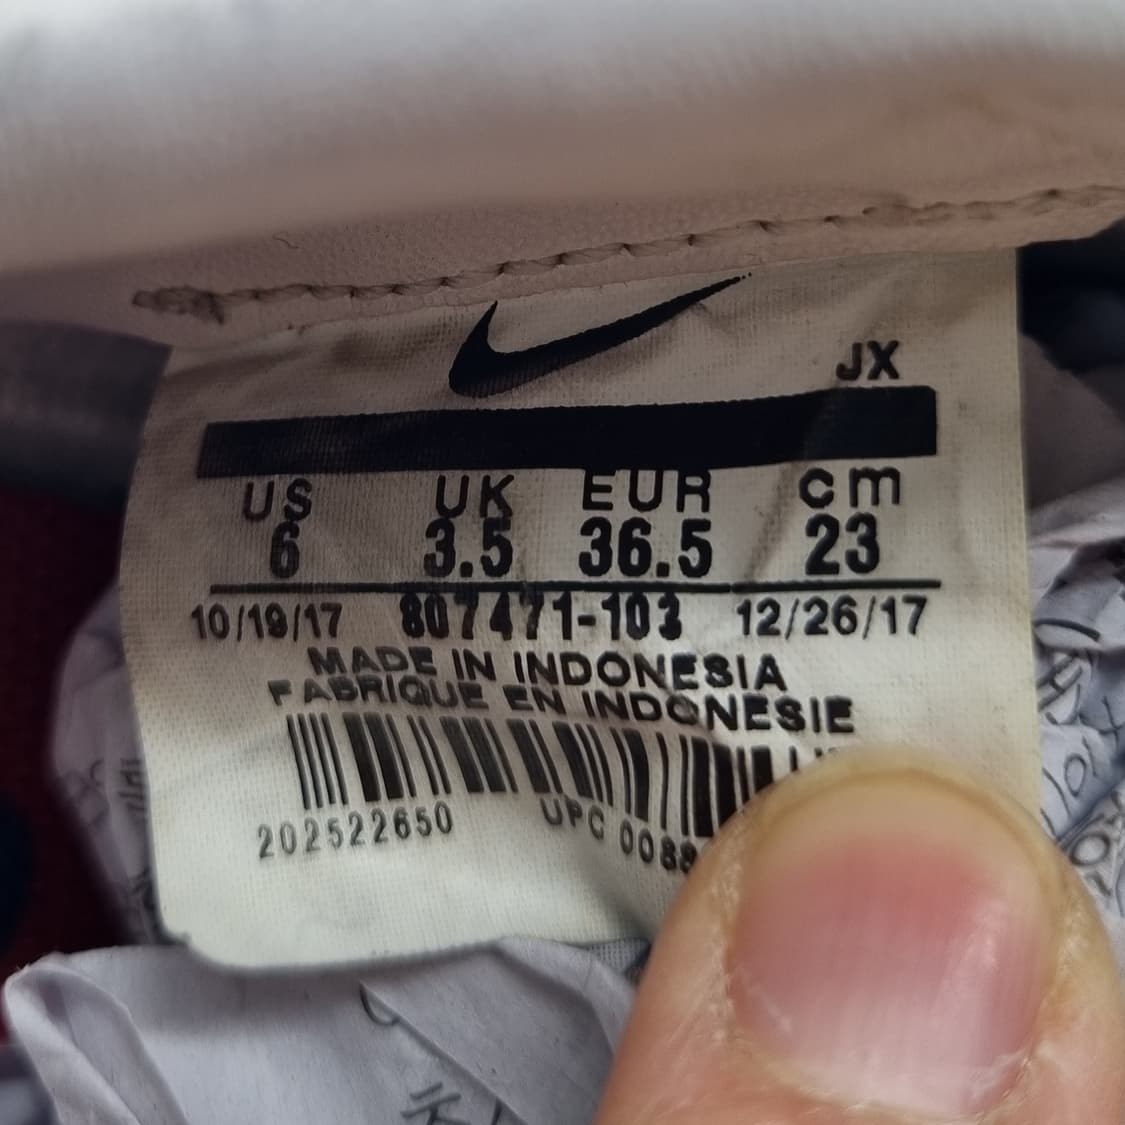 JX
US UK EUR cm
6 3.5 36.5 23
10/19/17 807471-103 12/26/17
MADE IN INDONESIA
FABRIQUE EN INDONESIE
202522650 UPC 0088